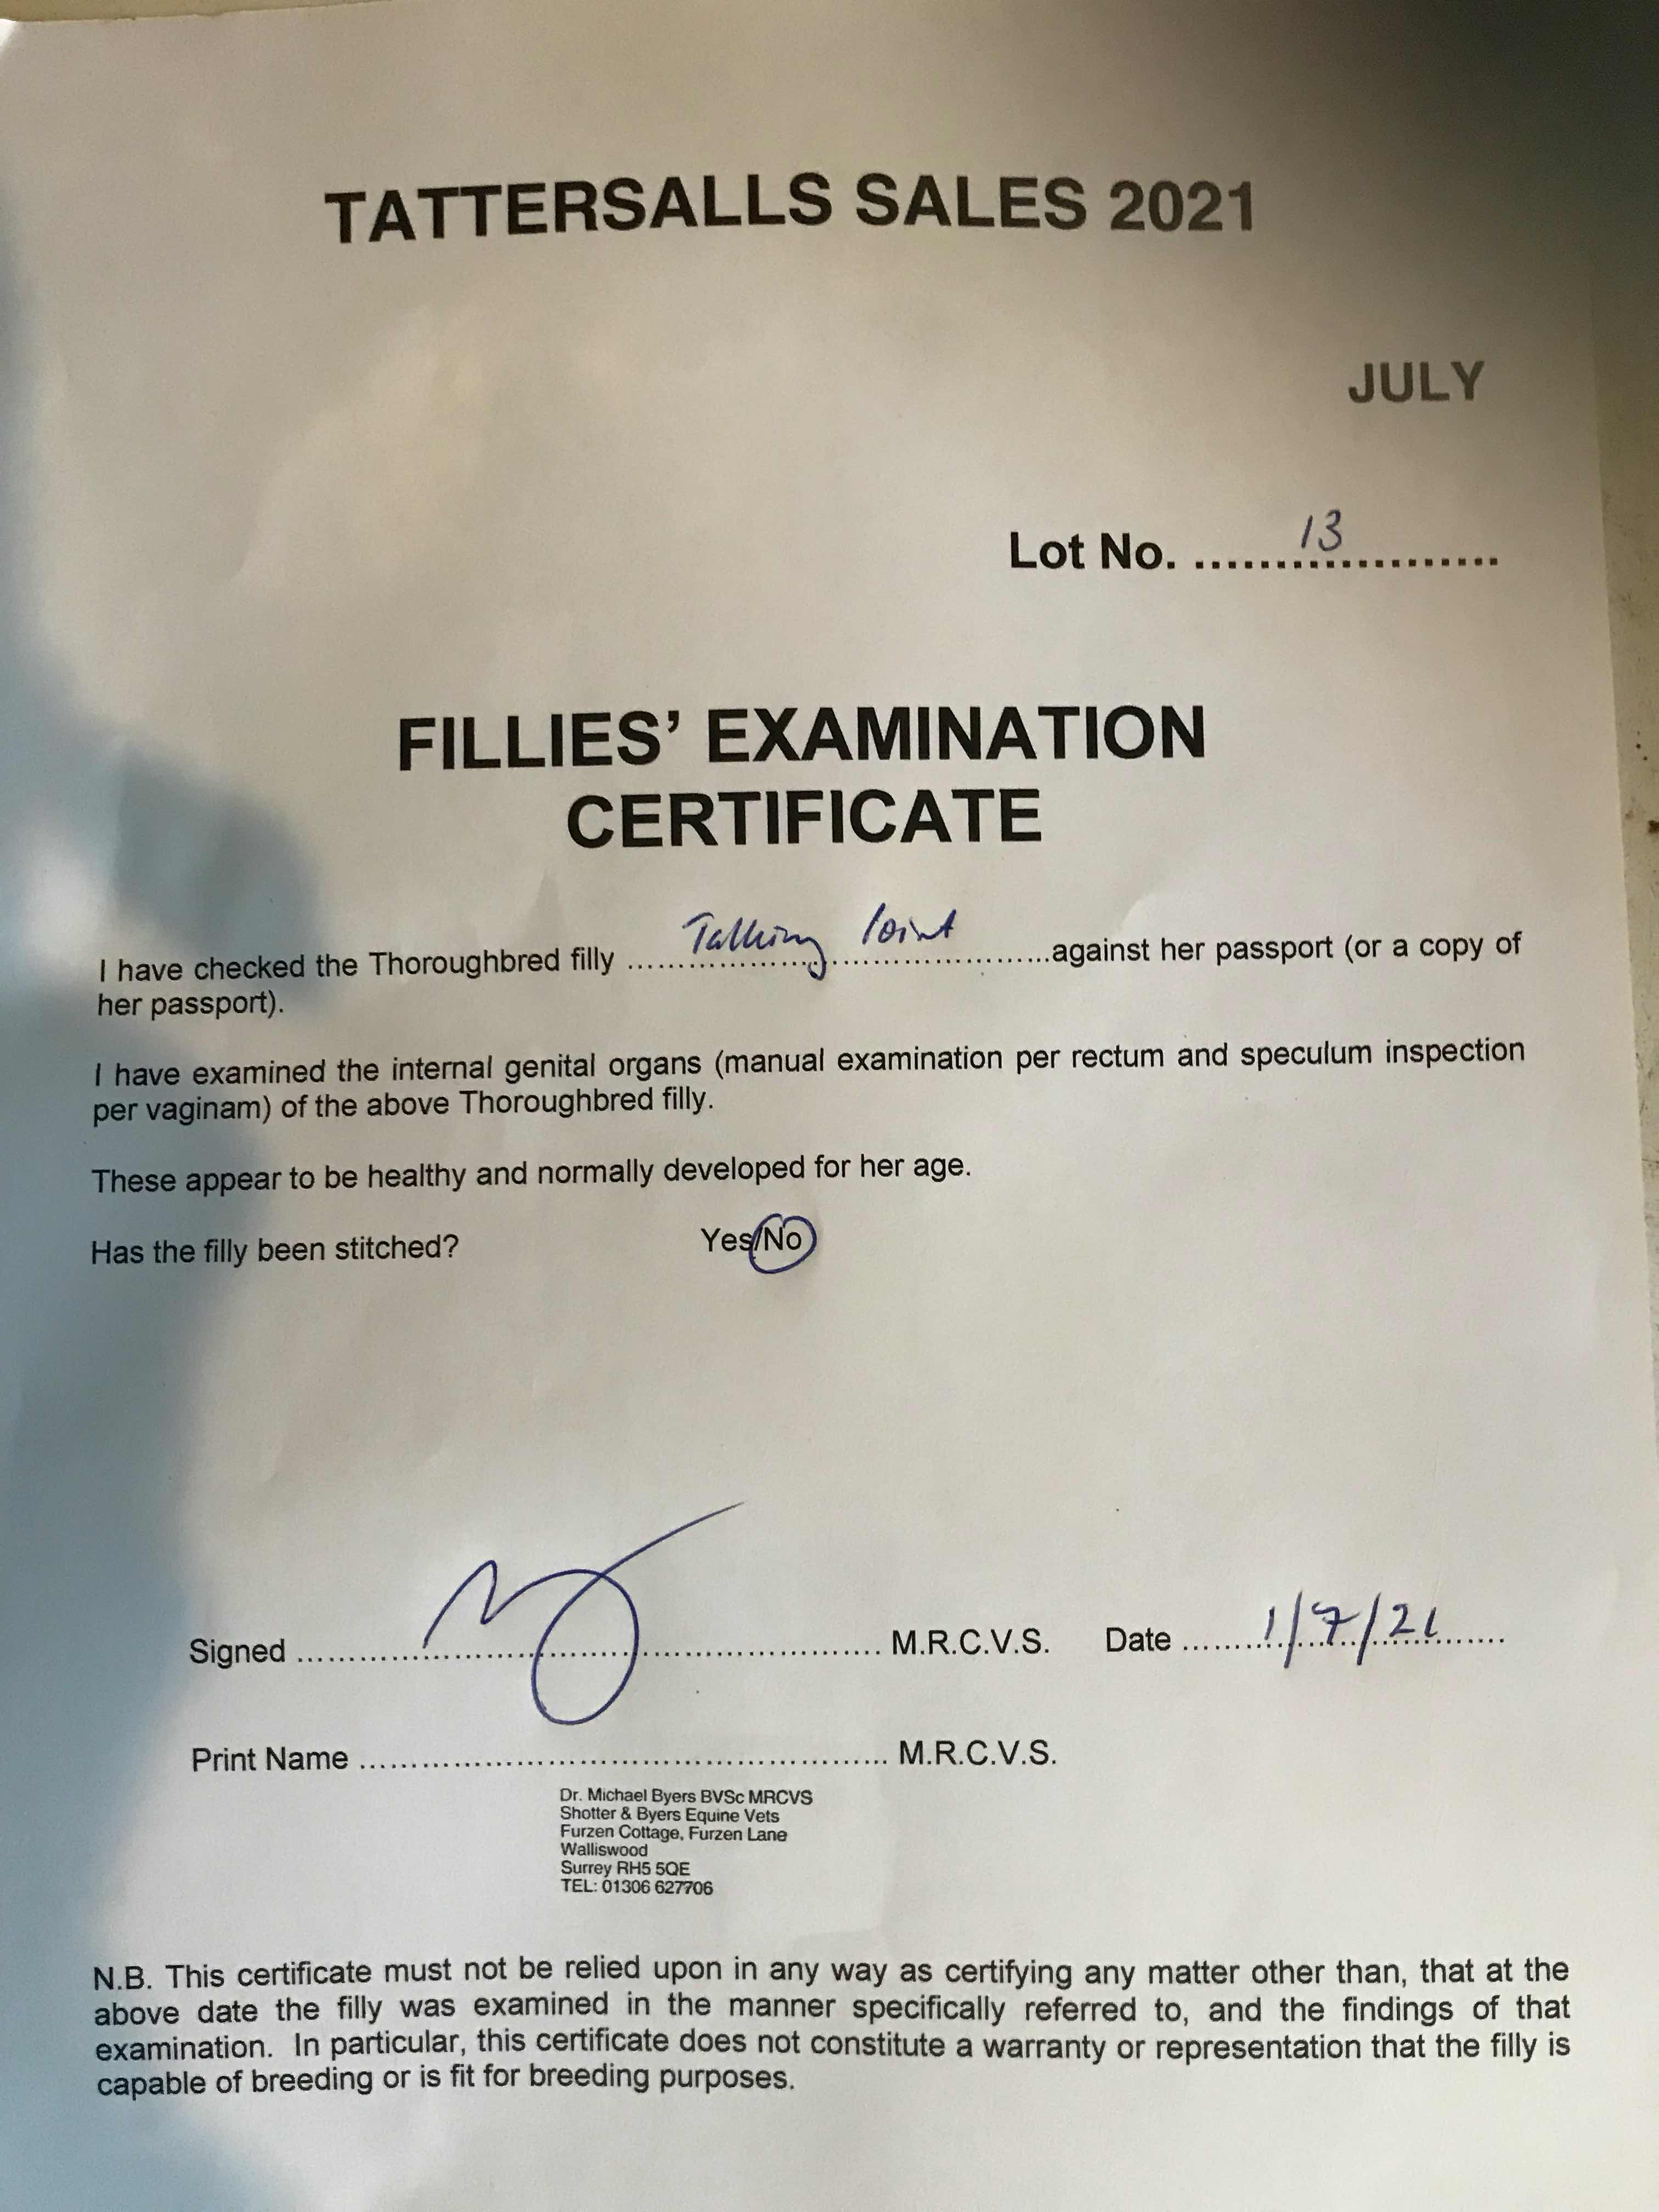 TATTERSALLS SALES 2021
JULY
Lot No. ...........13...........
FILLIES’ EXAMINATION
CERTIFICATE
I have checked the Thoroughbred filly ......Talking Point......against her passport (or a copy of
her passport).
I have examined the internal genital organs (manual examination per rectum and speculum inspection
per vaginam) of the above Thoroughbred filly.
These appear to be healthy and normally developed for her age.
Has the filly been stitched? Yes/No
Signed ........................................ M.R.C.V.S. Date ........1/7/21........
Print Name ........................................ M.R.C.V.S.
Dr. Michael Byers BVSc MRCVS
Shotter & Byers Equine Vets
Furzen Cottage, Furzen Lane
Walliswood
Surrey RH5 5QE
TEL: 01306 627706
N.B. This certificate must not be relied upon in any way as certifying any matter other than, that at the
above date the filly was examined in the manner specifically referred to, and the findings of that
examination. In particular, this certificate does not constitute a warranty or representation that the filly is
capable of breeding or is fit for breeding purposes.